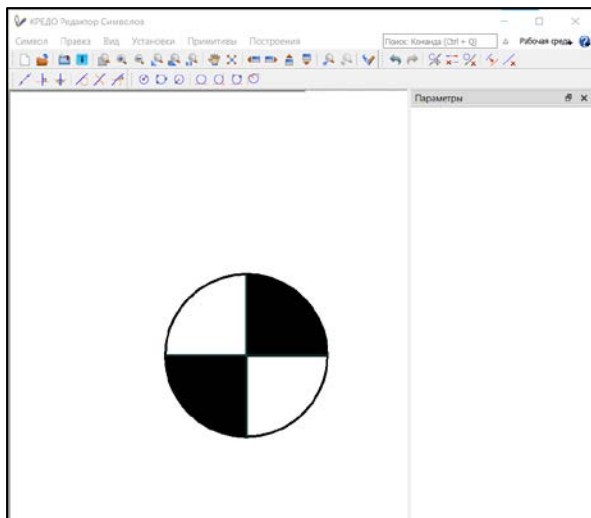 КРЕДО Редактор Символов
Символ Правка Вид Установки Примитивы Построения Поиск: Команда (Ctrl + Q) Рабочая среда
Параметры